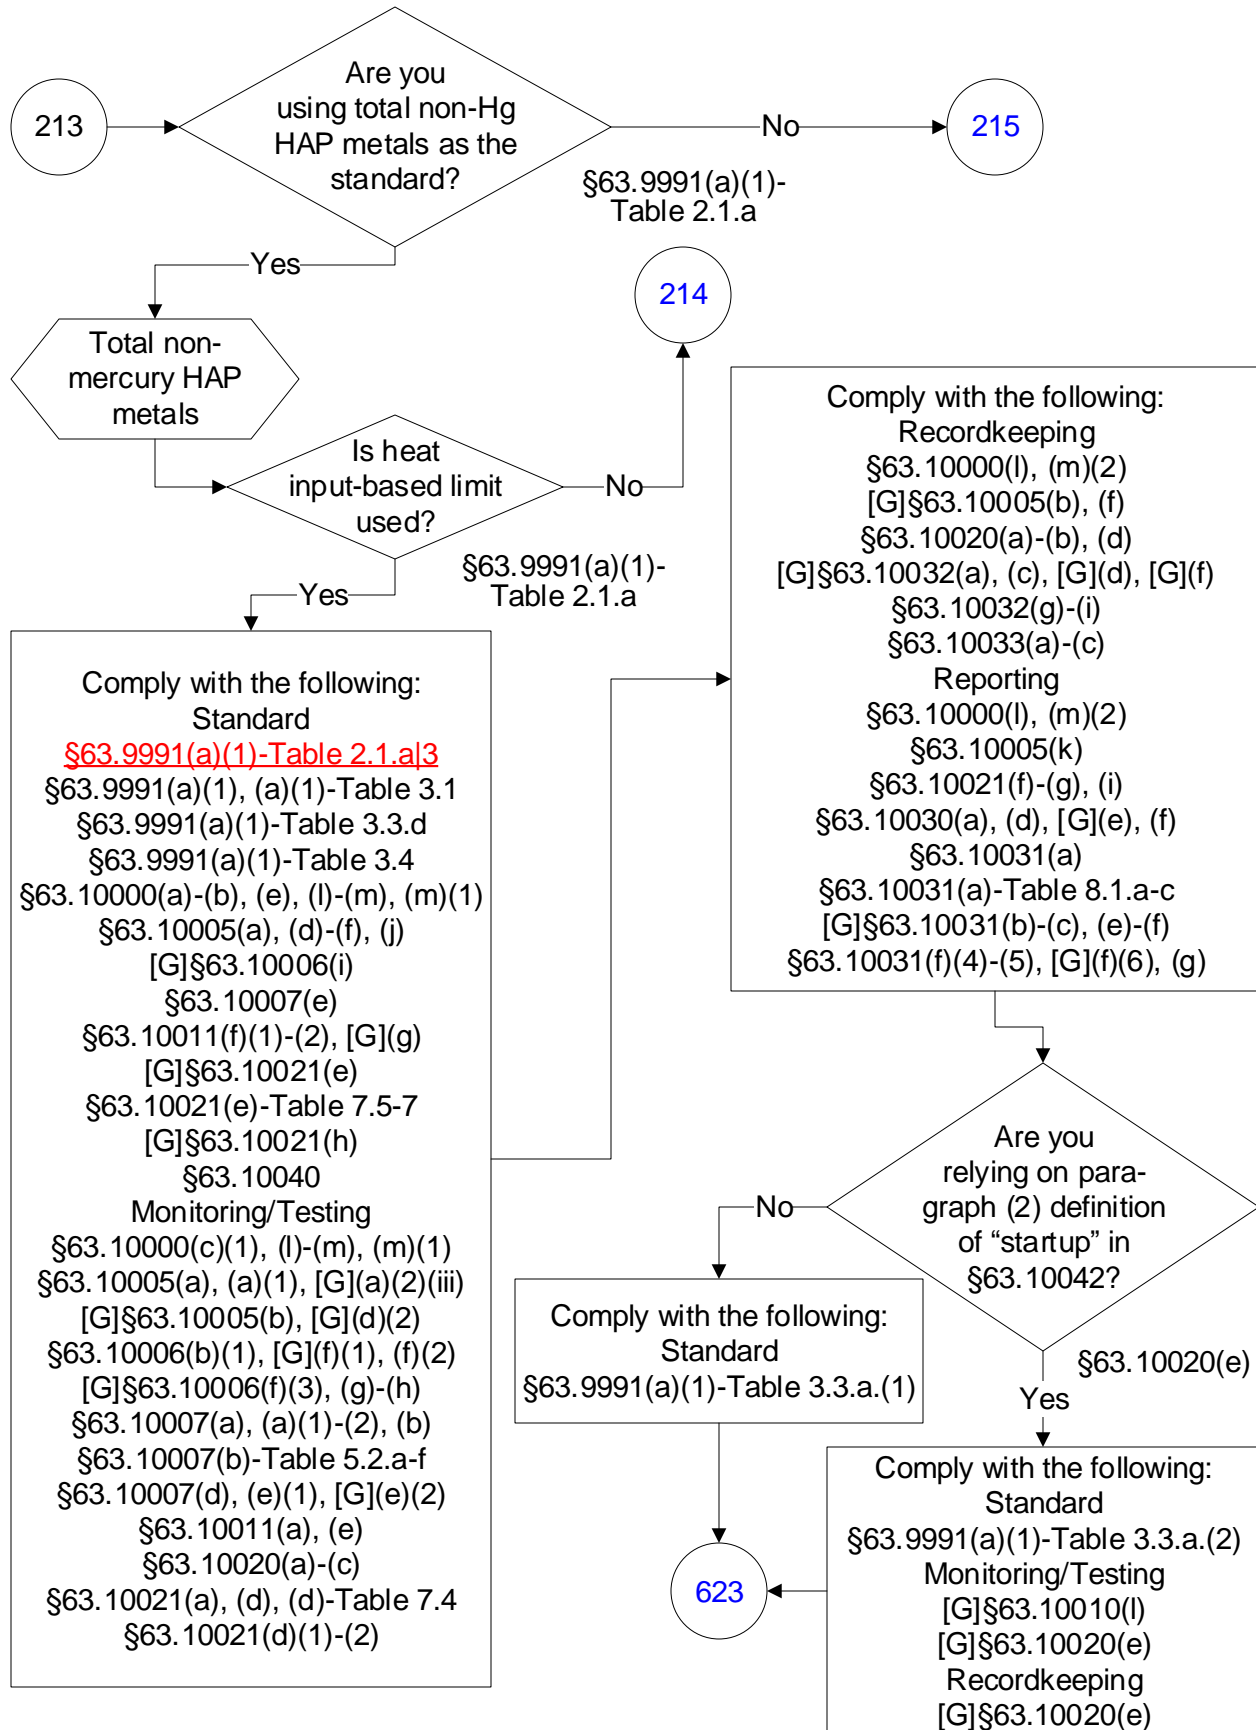 213
Are you
using total non-Hg
HAP metals as the
standard?
No
215
§63.9991(a)(1)-
Table 2.1.a
Yes
214
Total non-
mercury HAP
metals
Is heat
input-based limit
used?
No
§63.9991(a)(1)-
Table 2.1.a
Yes
Comply with the following:
Standard
§63.9991(a)(1)-Table 2.1.a|3
§63.9991(a)(1), (a)(1)-Table 3.1
§63.9991(a)(1)-Table 3.3.d
§63.9991(a)(1)-Table 3.4
§63.10000(a)-(b), (e), (l)-(m), (m)(1)
§63.10005(a), (d)-(f), (j)
[G]§63.10006(i)
§63.10007(e)
§63.10011(f)(1)-(2), [G](g)
[G]§63.10021(e)
§63.10021(e)-Table 7.5-7
[G]§63.10021(h)
§63.10040
Monitoring/Testing
§63.10000(c)(1), (l)-(m), (m)(1)
§63.10005(a), (a)(1), [G](a)(2)(iii)
[G]§63.10005(b), [G](d)(2)
§63.10006(b)(1), [G](f)(1), (f)(2)
[G]§63.10006(f)(3), (g)-(h)
§63.10007(a), (a)(1)-(2), (b)
§63.10007(b)-Table 5.2.a-f
§63.10007(d), (e)(1), [G](e)(2)
§63.10011(a), (e)
§63.10020(a)-(c)
§63.10021(a), (d), (d)-Table 7.4
§63.10021(d)(1)-(2)
Comply with the following:
Recordkeeping
§63.10000(l), (m)(2)
[G]§63.10005(b), (f)
§63.10020(a)-(b), (d)
[G]§63.10032(a), (c), [G](d), [G](f)
§63.10032(g)-(i)
§63.10033(a)-(c)
Reporting
§63.10000(l), (m)(2)
§63.10005(k)
§63.10021(f)-(g), (i)
§63.10030(a), (d), [G](e), (f)
§63.10031(a)
§63.10031(a)-Table 8.1.a-c
[G]§63.10031(b)-(c), (e)-(f)
§63.10031(f)(4)-(5), [G](f)(6), (g)
Are you
relying on para-
graph (2) definition
of “startup” in
§63.10042?
No
§63.10020(e)
Yes
Comply with the following:
Standard
§63.9991(a)(1)-Table 3.3.a.(1)
623
Comply with the following:
Standard
§63.9991(a)(1)-Table 3.3.a.(2)
Monitoring/Testing
[G]§63.10010(l)
[G]§63.10020(e)
Recordkeeping
[G]§63.10020(e)